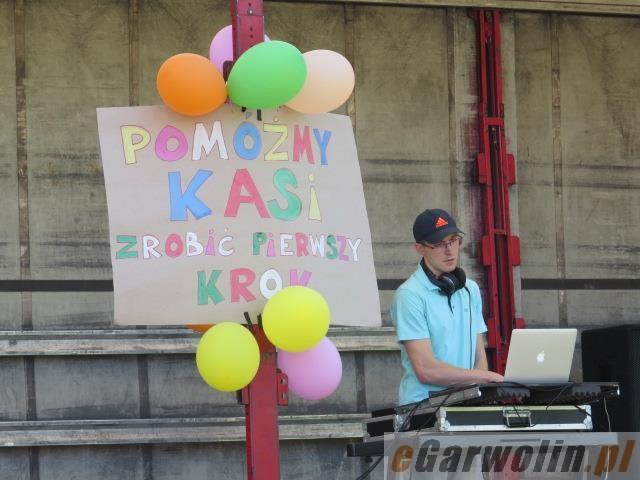 POMÓŻMY
KASi
ZROBiĆ PiERWSZY
KROK
eGarwolin.pl